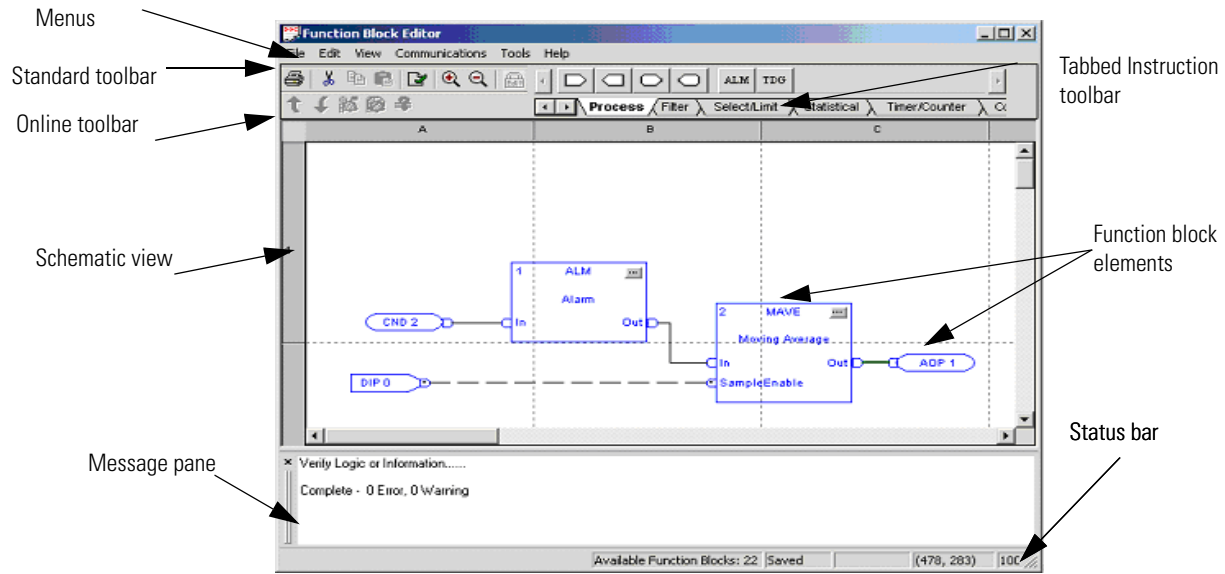 Menus
Standard toolbar
Online toolbar
Schematic view
Message pane
Function Block Editor
File Edit View Communications Tools Help
ALM TDG
Process Filter Select/Limit Statistical Timer/Counter
Tabbed Instruction
toolbar
A B C
1 ALM
Alarm
In Out
CND 2
2 MAVE
Moving Average
In Out
SampleEnable
DIP 0
AOP 1
Function block
elements
Status bar
Verify Logic or Information......
Complete - 0 Error, 0 Warning
Available Function Blocks: 22 Saved (478, 283) 100